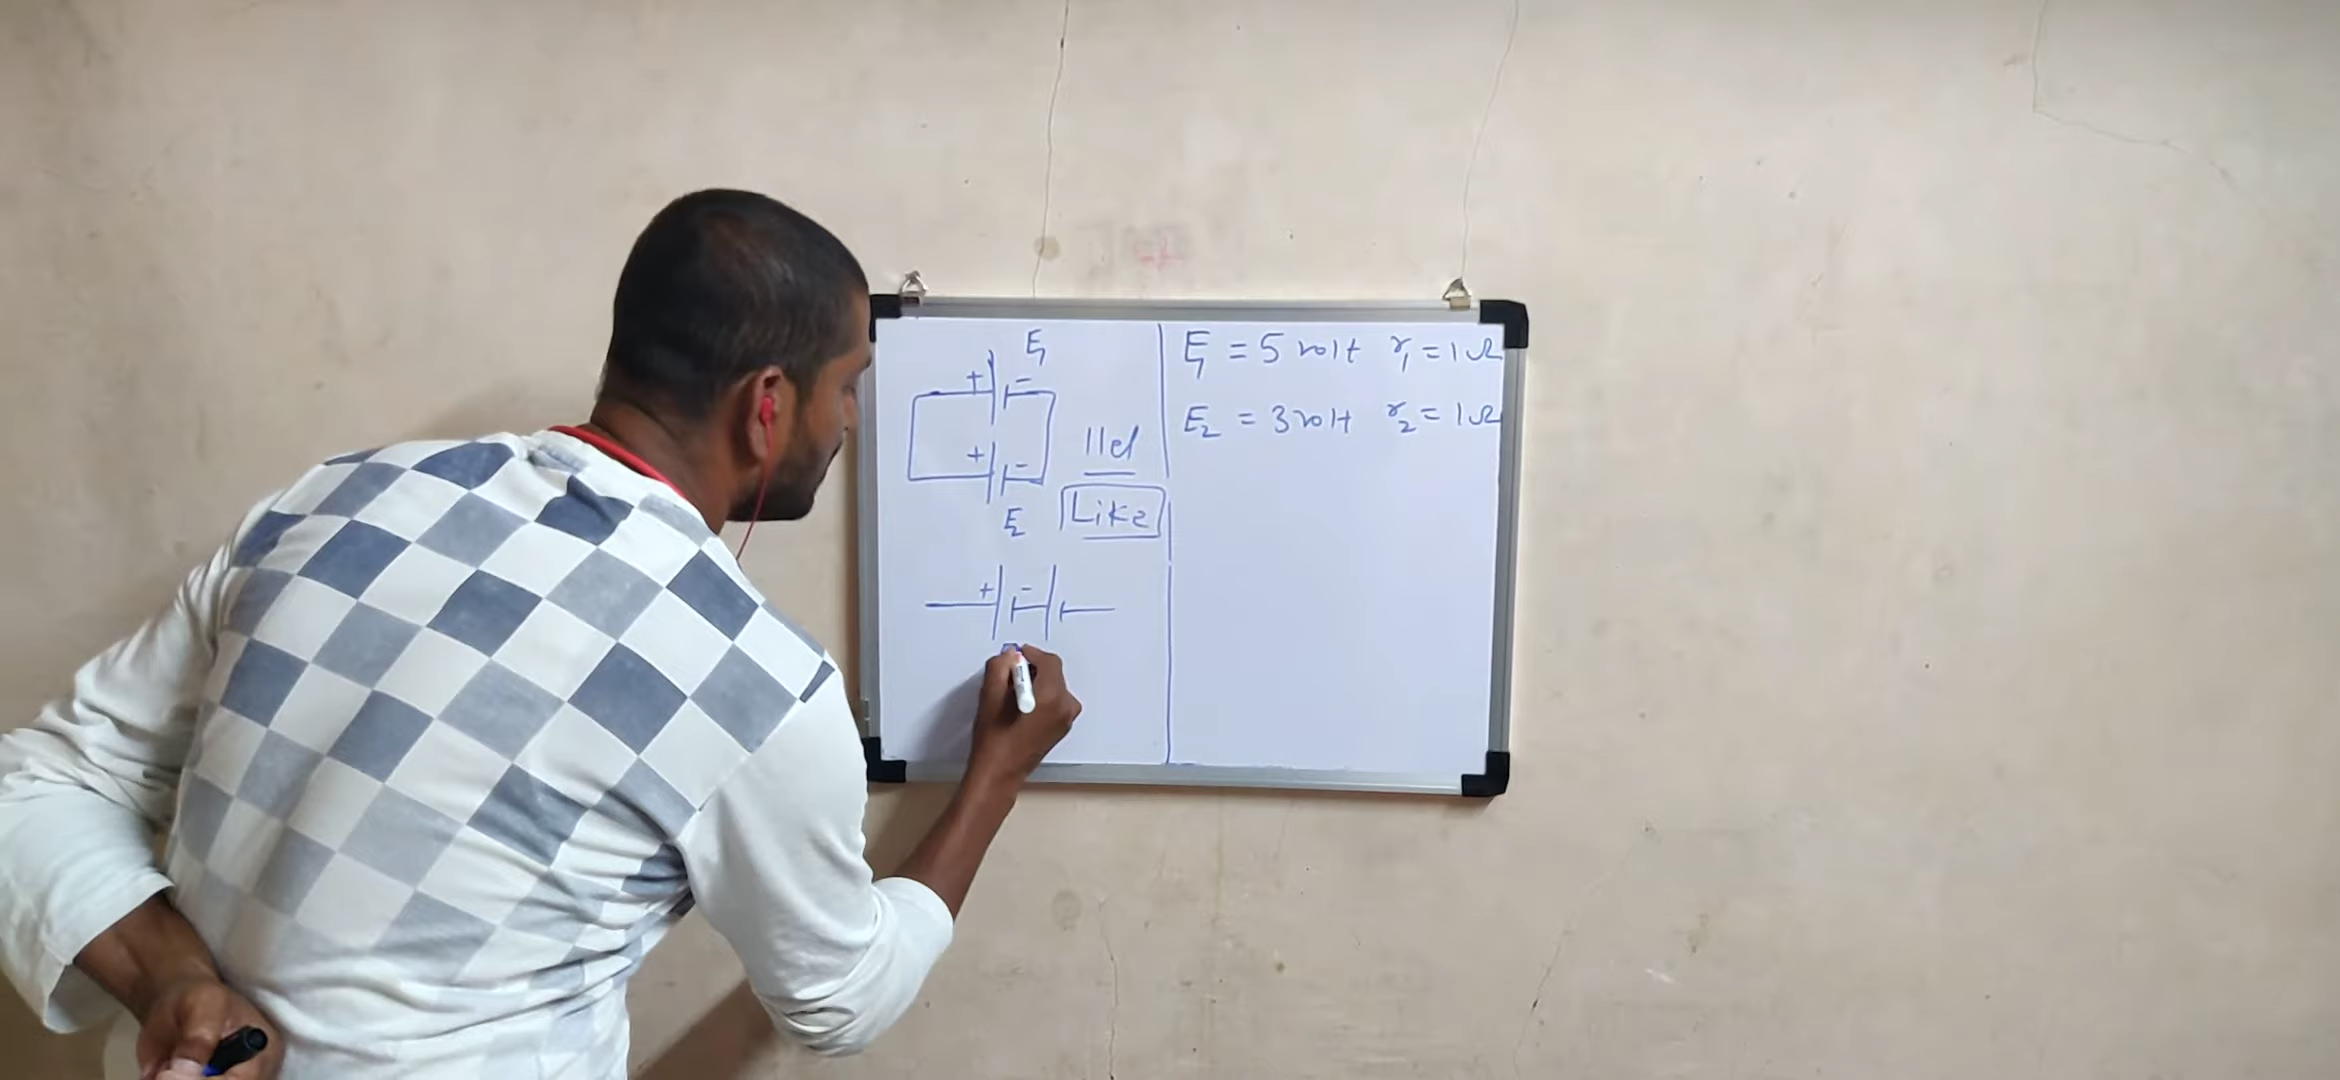 E₁
+ -
+ -
E₂
||el
Like
+ -
E₁ = 5 volt r₁ = 1Ω
E₂ = 3 volt r₂ = 1Ω